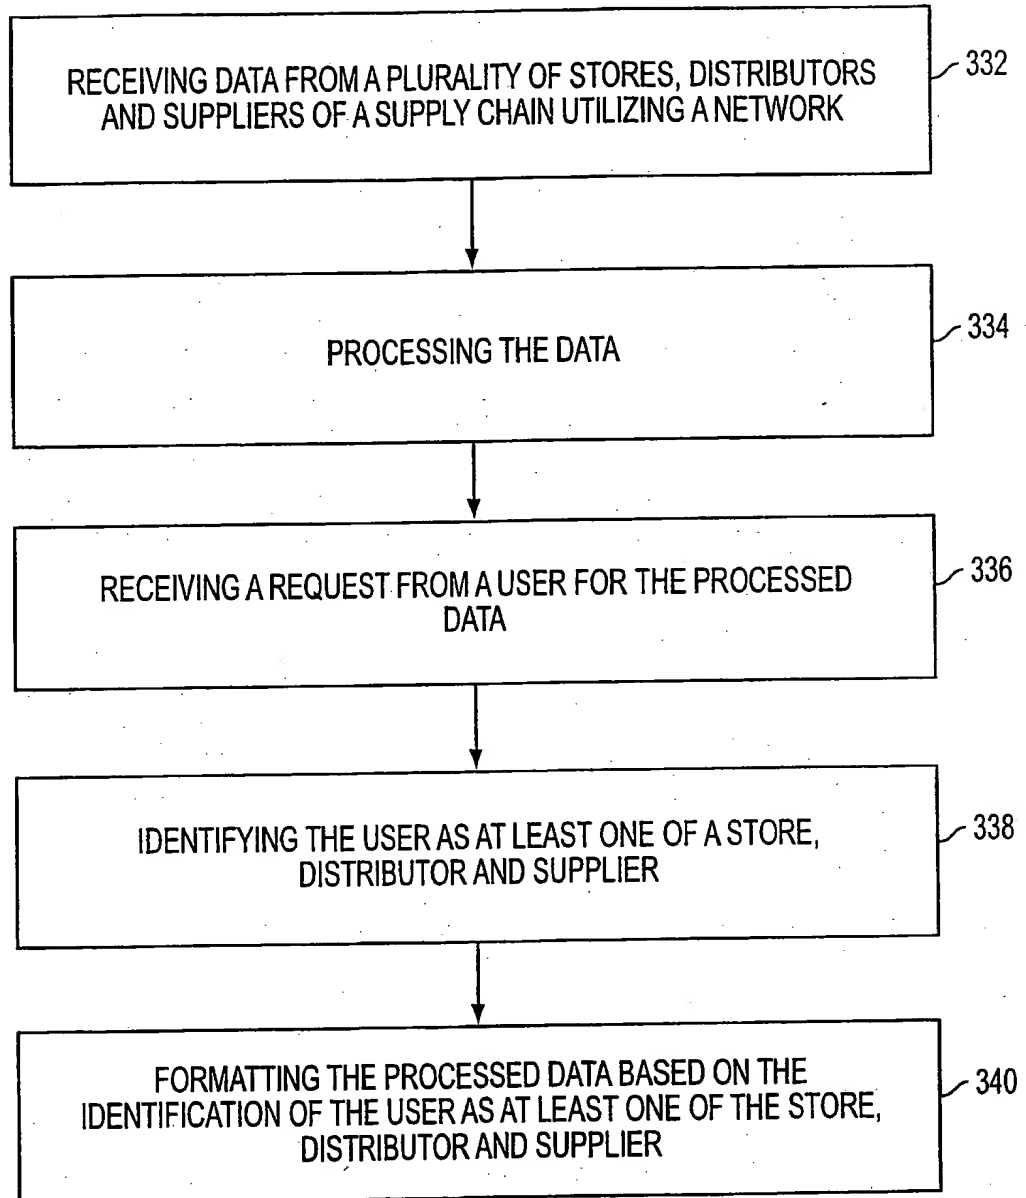 RECEIVING DATA FROM A PLURALITY OF STORES, DISTRIBUTORS
AND SUPPLIERS OF A SUPPLY CHAIN UTILIZING A NETWORK
332
PROCESSING THE DATA
334
RECEIVING A REQUEST FROM A USER FOR THE PROCESSED
DATA
336
IDENTIFYING THE USER AS AT LEAST ONE OF A STORE,
DISTRIBUTOR AND SUPPLIER
338
FORMATTING THE PROCESSED DATA BASED ON THE
IDENTIFICATION OF THE USER AS AT LEAST ONE OF THE STORE,
DISTRIBUTOR AND SUPPLIER
340